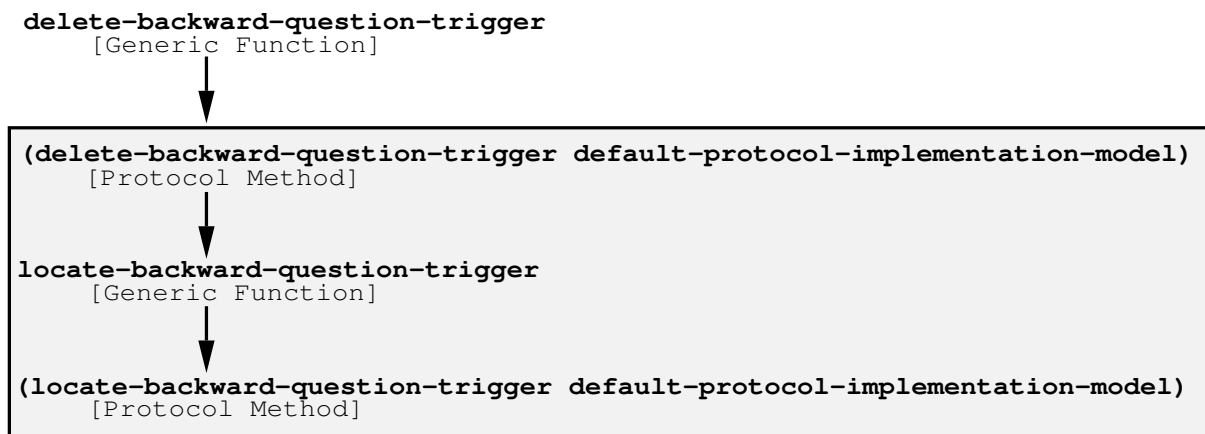 delete-backward-question-trigger
[Generic Function]
(delete-backward-question-trigger default-protocol-implementation-model)
[Protocol Method]
locate-backward-question-trigger
[Generic Function]
(locate-backward-question-trigger default-protocol-implementation-model)
[Protocol Method]